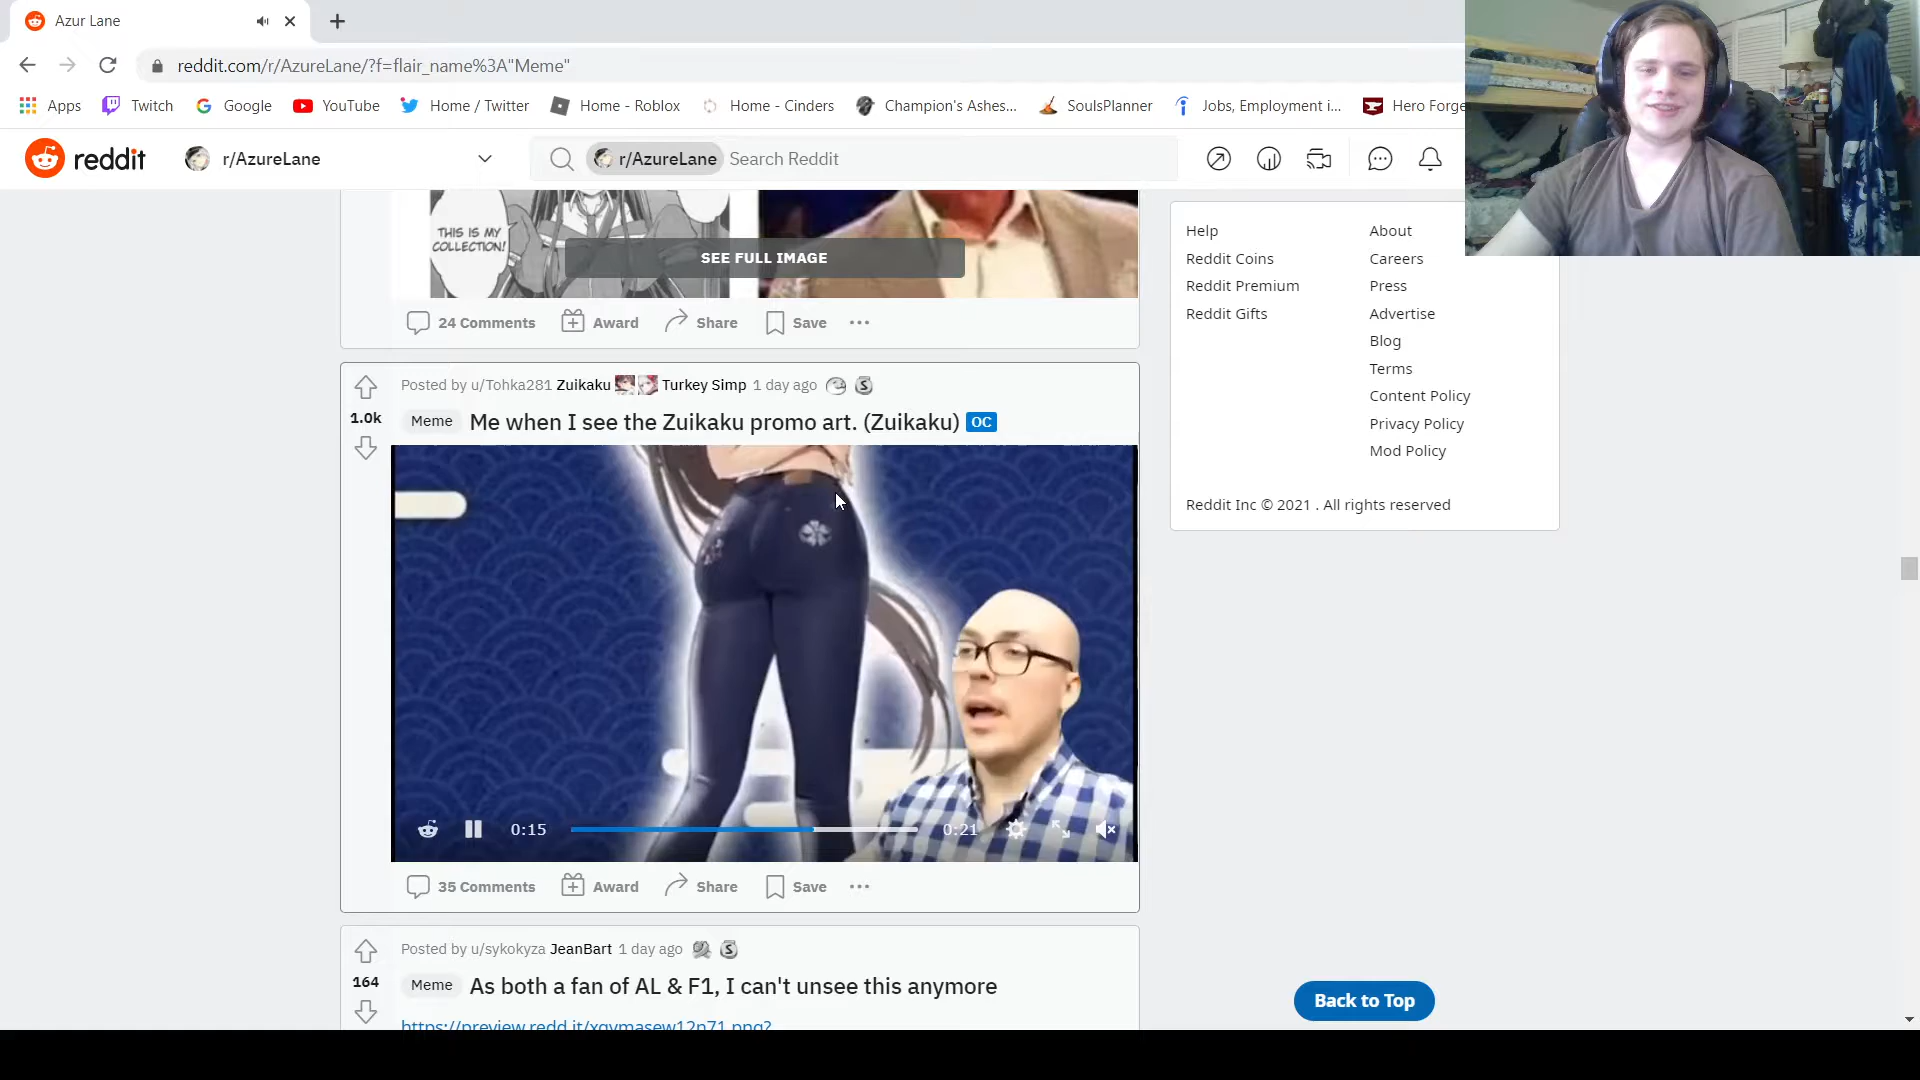 Azur Lane
reddit.com/r/AzureLane/?f=flair_name%3A"Meme"
Apps Twitch Google YouTube Home / Twitter Home - Roblox Home - Cinders Champion's Ashes... SoulsPlanner Jobs, Employment i... Hero Forge
reddit r/AzureLane r/AzureLane Search Reddit
THIS IS MY
COLLECTION!
SEE FULL IMAGE
24 Comments Award Share Save
Posted by u/Tohka281 Zuikaku Turkey Simp 1 day ago
1.0k
Meme Me when I see the Zuikaku promo art. (Zuikaku) OC
0:15 0:21
35 Comments Award Share Save
Posted by u/sykokyza JeanBart 1 day ago
164
Meme As both a fan of AL & F1, I can't unsee this anymore
https://preview.redd.it/xqvmasew12n71.png?
Help About
Reddit Coins Careers
Reddit Premium Press
Reddit Gifts Advertise
Blog
Terms
Content Policy
Privacy Policy
Mod Policy
Reddit Inc © 2021 . All rights reserved
Back to Top